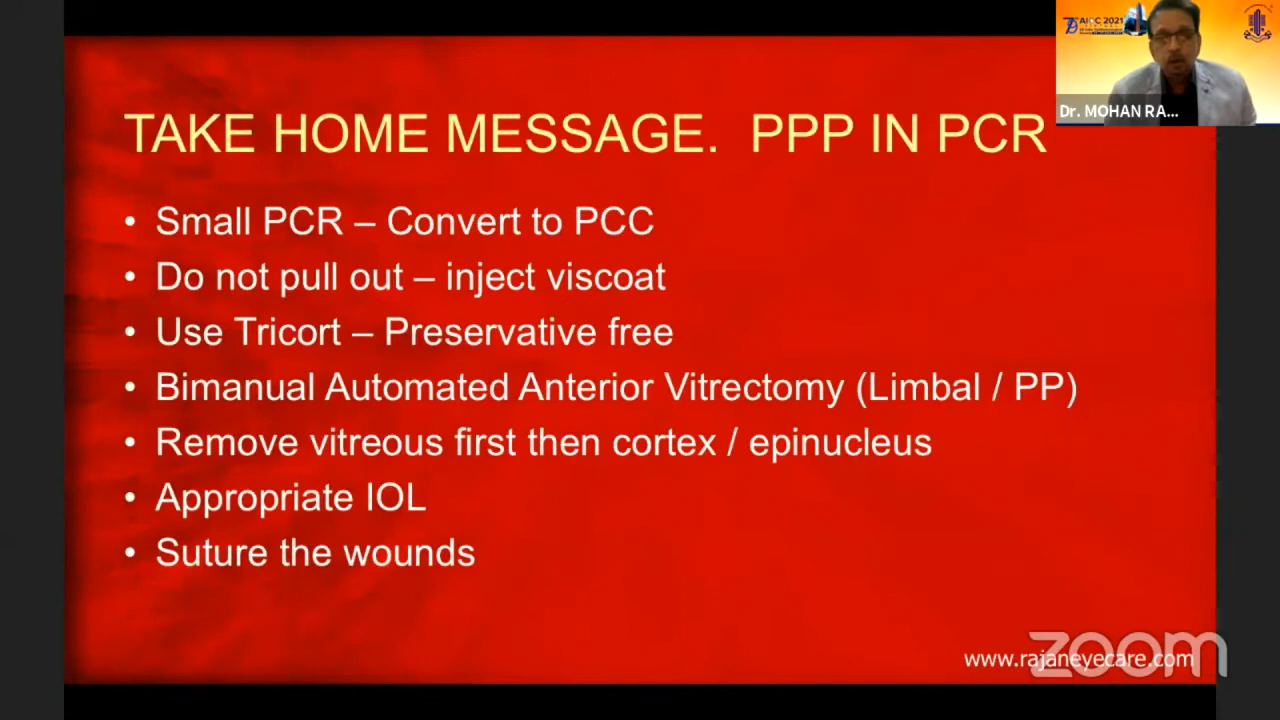 AIOC 2021
Dr. MOHAN RA...
TAKE HOME MESSAGE. PPP IN PCR
• Small PCR – Convert to PCC
• Do not pull out – inject viscoat
• Use Tricort – Preservative free
• Bimanual Automated Anterior Vitrectomy (Limbal / PP)
• Remove vitreous first then cortex / epinucleus
• Appropriate IOL
• Suture the wounds
www.rajaneyecare.com
zoom